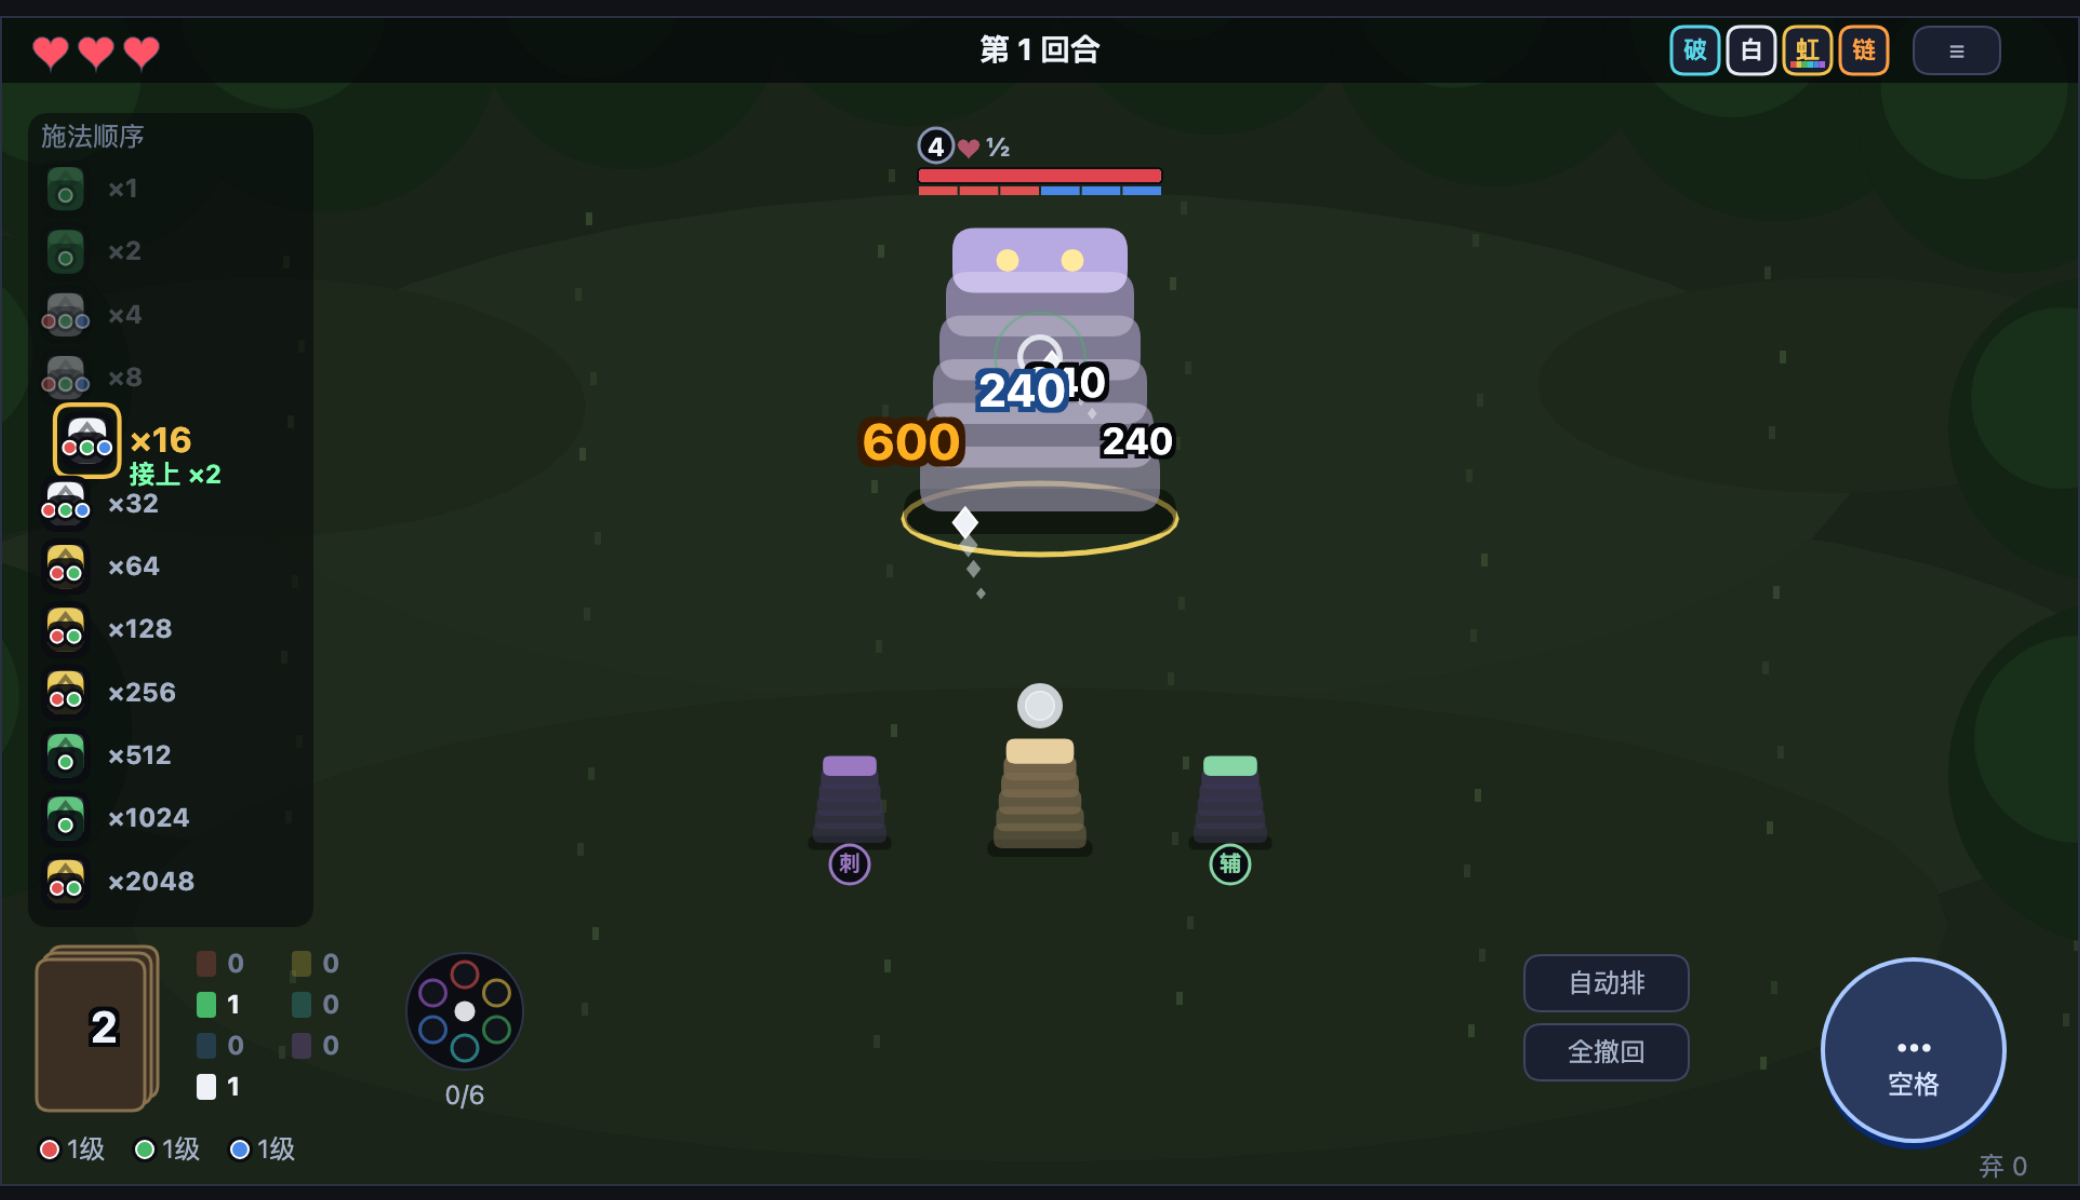 第 1 回合
破 白 虹 链 ≡
施法顺序
×1
×2
×4
×8
×16
接上 ×2
×32
×64
×128
×256
×512
×1024
×2048
4 ½
240
600
240
刺
辅
2
0 0
1 0
0 0
1
0/6
1级 1级 1级
自动排
全撤回
•••
空格
弃 0